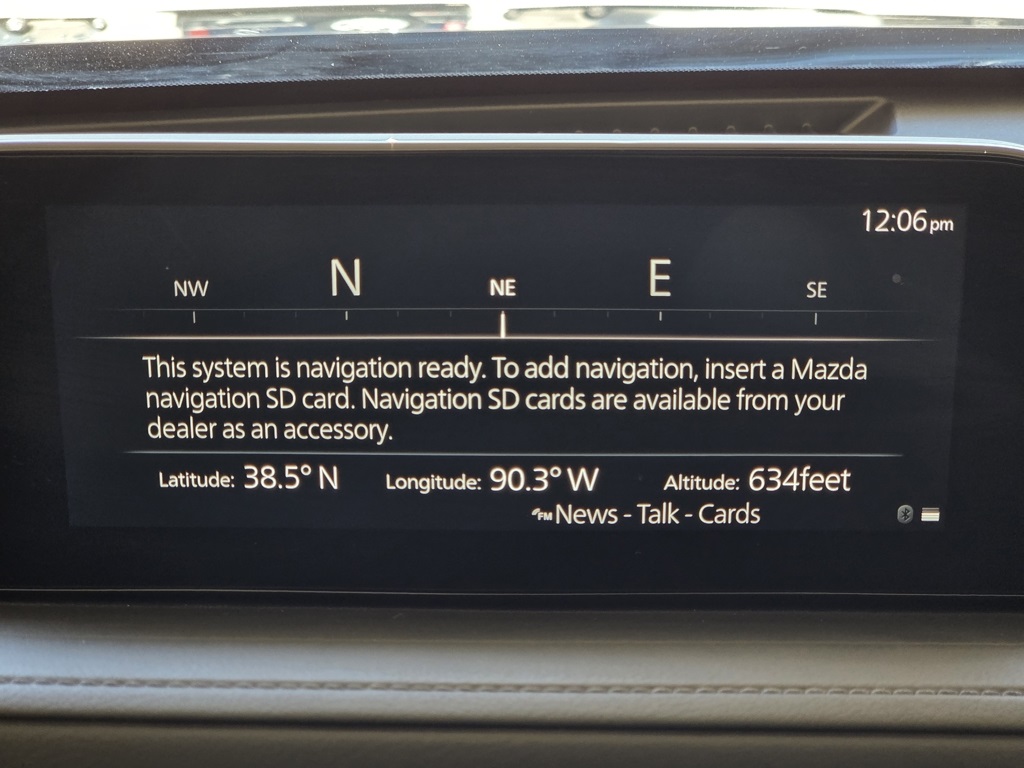 12:06pm
NW N NE E SE
This system is navigation ready. To add navigation, insert a Mazda
navigation SD card. Navigation SD cards are available from your
dealer as an accessory.
Latitude: 38.5° N Longitude: 90.3° W Altitude: 634feet
FM News - Talk - Cards